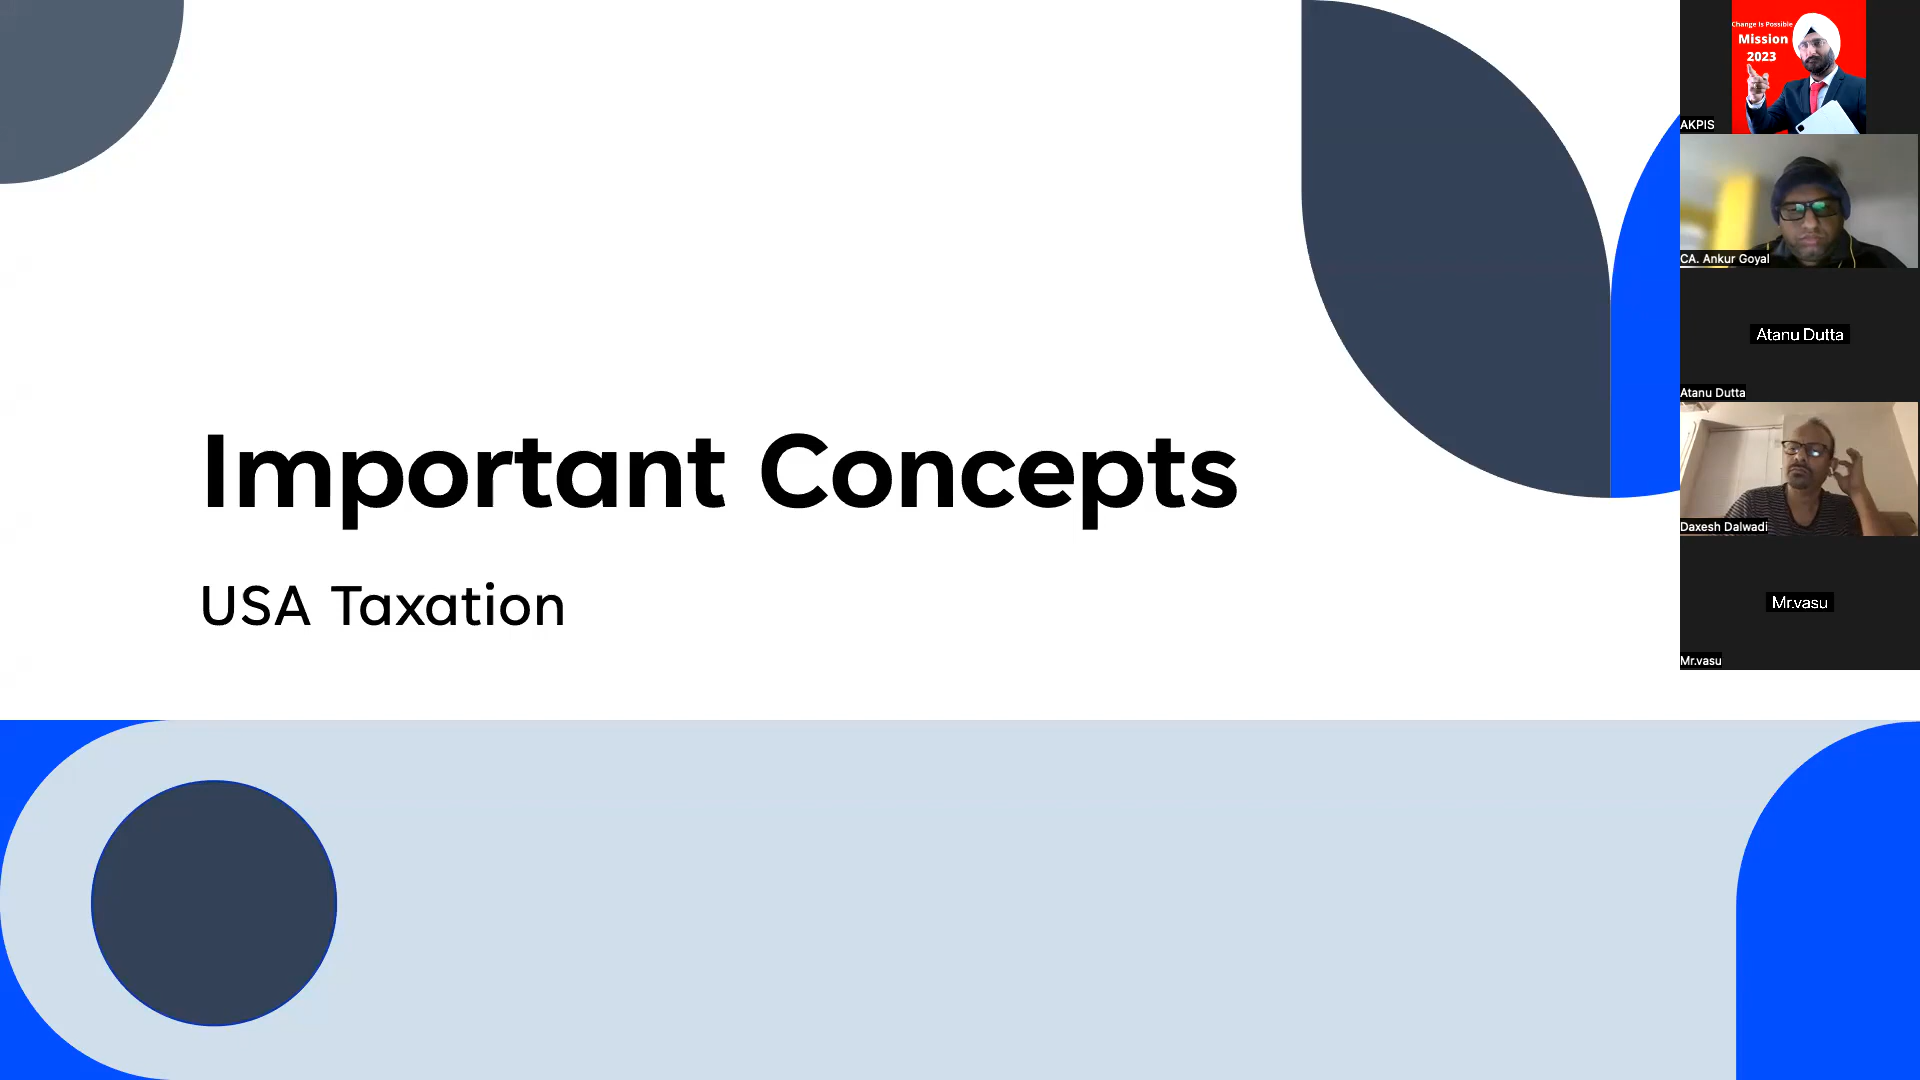 Important Concepts
USA Taxation
Change Is Possible
Mission
2023
AKPIS
CA. Ankur Goyal
Atanu Dutta
Atanu Dutta
Daxesh Dalwadi
Mr.vasu
Mr.vasu